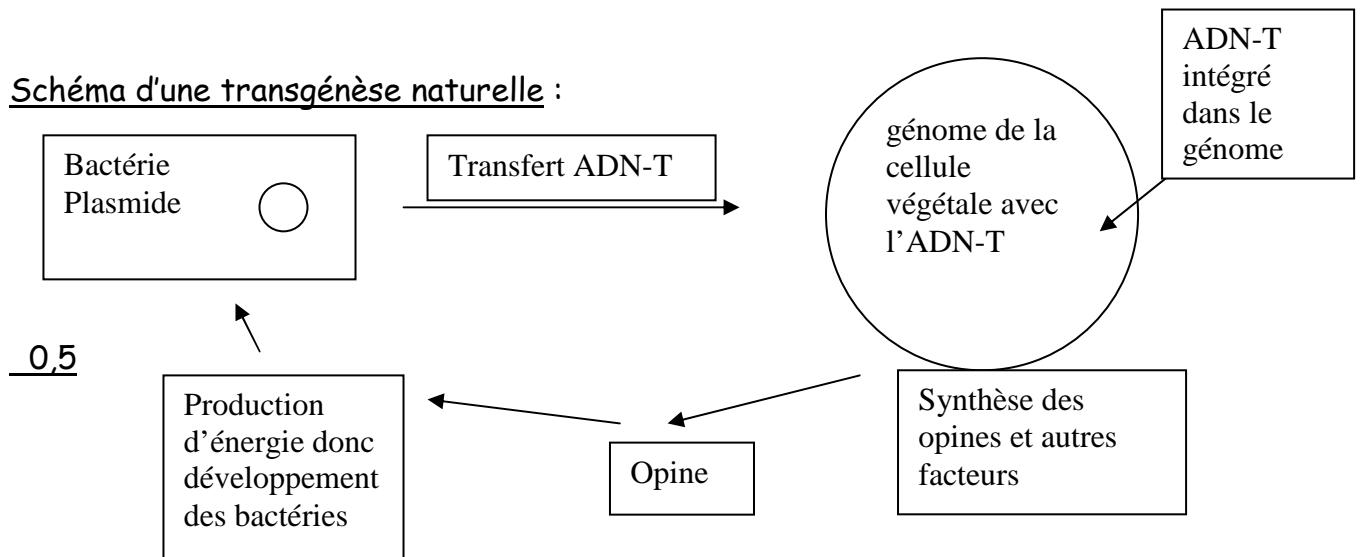 Schéma d'une transgénèse naturelle :
Bactérie
Plasmide
Transfert ADN-T
génome de la
cellule
végétale avec
l’ADN-T
ADN-T
intégré
dans le
génome
0,5
Production
d’énergie donc
développement
des bactéries
Opine
Synthèse des
opines et autres
facteurs